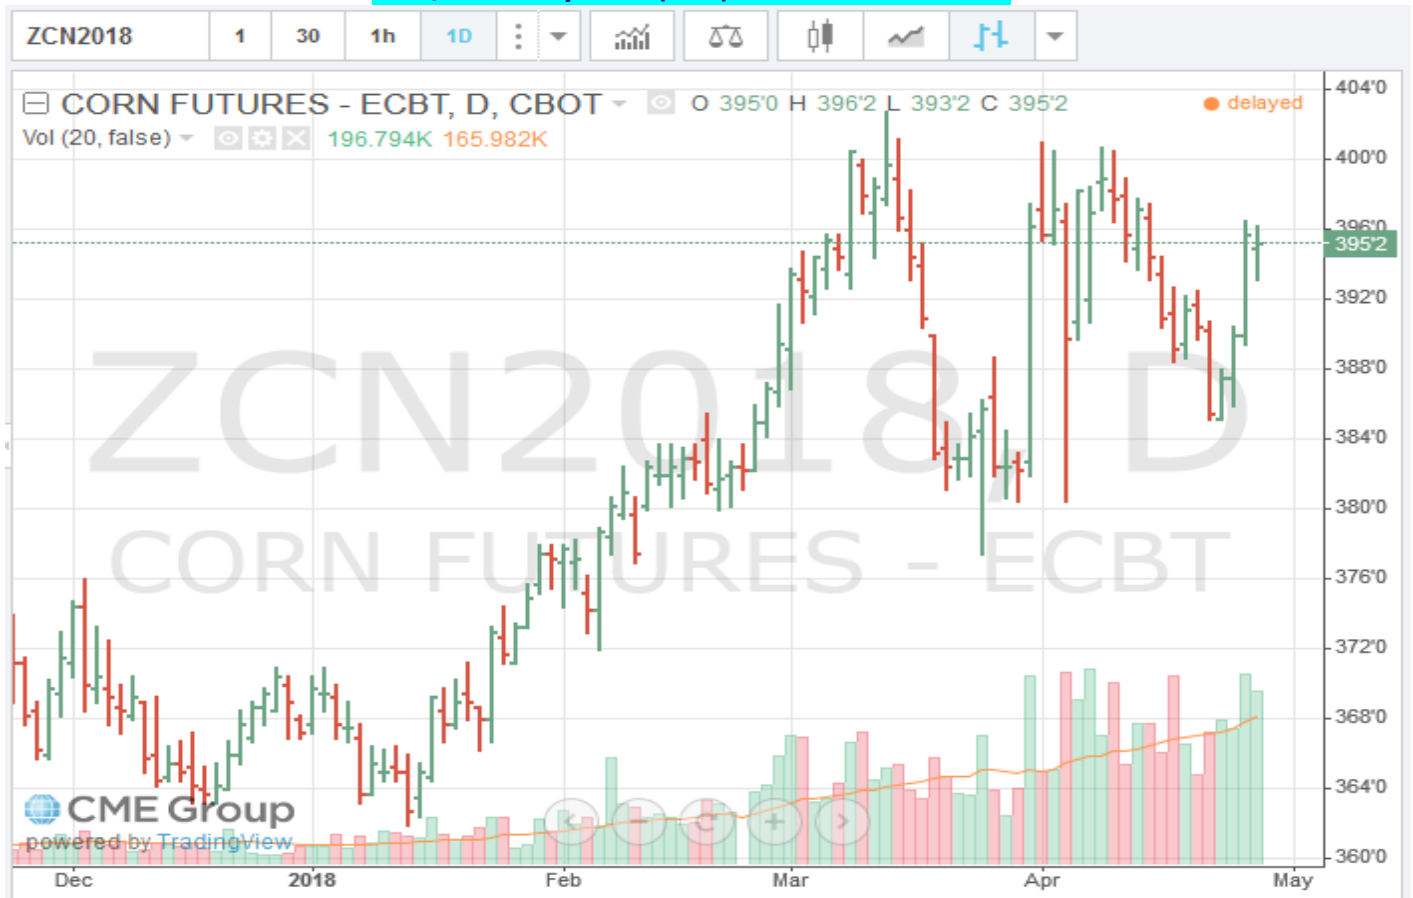 ZCN2018 1 30 1h 1D
CORN FUTURES - ECBT, D, CBOT O 395'0 H 396'2 L 393'2 C 395'2 delayed
Vol (20, false) 196.794K 165.982K
404'0
400'0
396'0
395'2
392'0
388'0
384'0
380'0
376'0
372'0
368'0
364'0
360'0
ZCN2018, D
CORN FUTURES - ECBT
CME Group
powered by TradingView
Dec 2018 Feb Mar Apr May